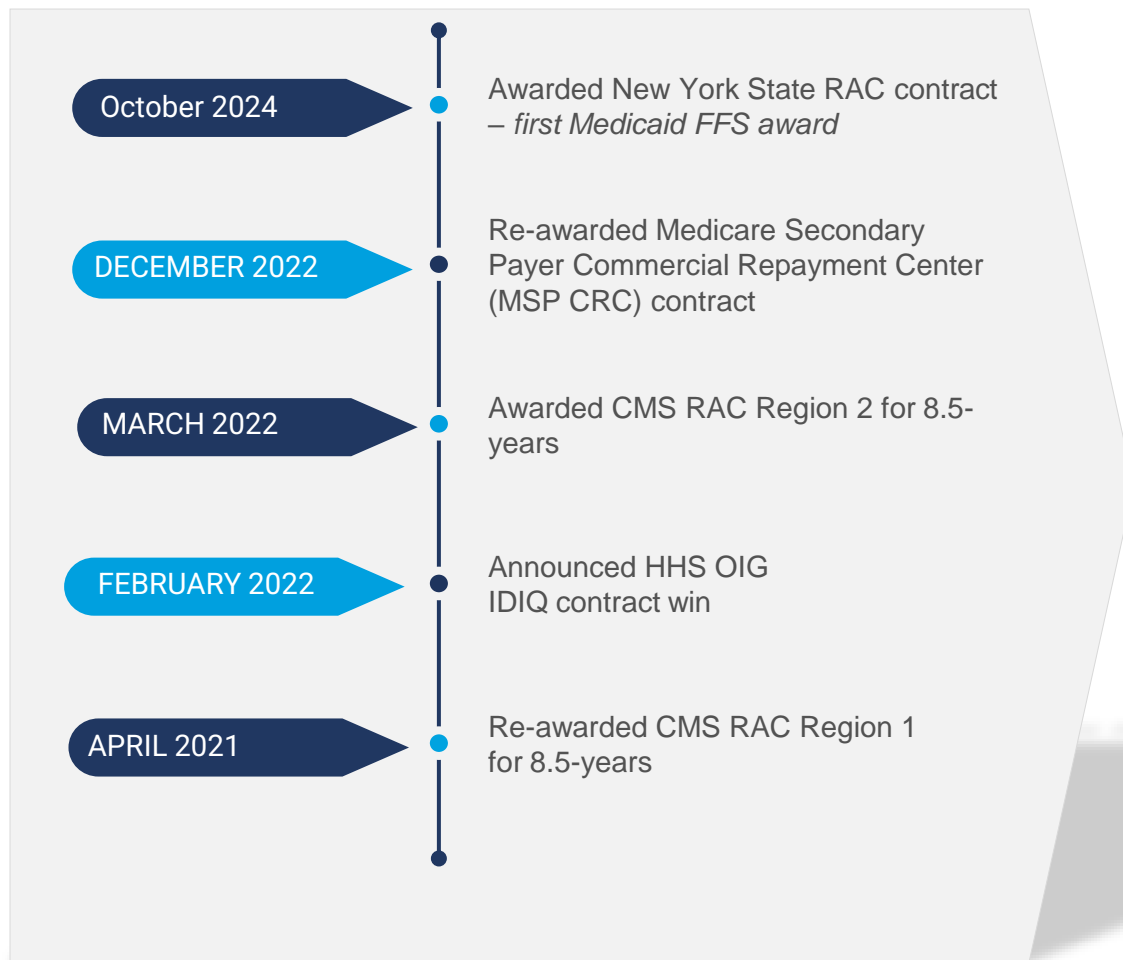 October 2024
Awarded New York State RAC contract
– first Medicaid FFS award
DECEMBER 2022
Re-awarded Medicare Secondary
Payer Commercial Repayment Center
(MSP CRC) contract
MARCH 2022
Awarded CMS RAC Region 2 for 8.5-
years
FEBRUARY 2022
Announced HHS OIG
IDIQ contract win
APRIL 2021
Re-awarded CMS RAC Region 1
for 8.5-years